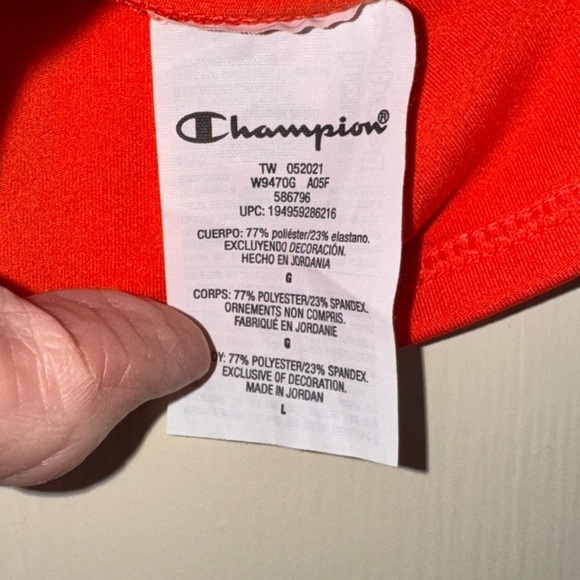 Champion®
TW 052021
W9470G A05F
586796
UPC: 194959286216
CUERPO: 77% poliéster/23% elastano.
EXCLUYENDO DECORACIÓN.
HECHO EN JORDANIA
G
CORPS: 77% POLYESTER/23% SPANDEX.
ORNEMENTS NON COMPRIS.
FABRIQUÉ EN JORDANIE
G
DY: 77% POLYESTER/23% SPANDEX.
EXCLUSIVE OF DECORATION.
MADE IN JORDAN
L